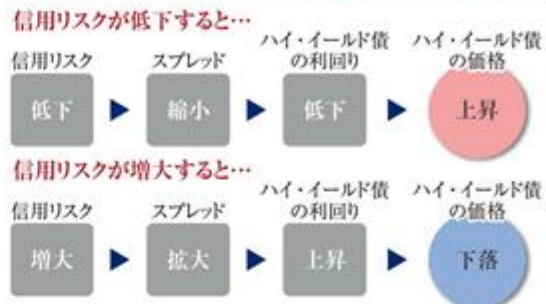 信用リスクが低下すると…
信用リスク
スプレッド
ハイ・イールド債
の利回り
ハイ・イールド債
の価格
低下
縮小
低下
上昇
信用リスクが増大すると…
信用リスク
スプレッド
ハイ・イールド債
の利回り
ハイ・イールド債
の価格
増大
拡大
上昇
下落